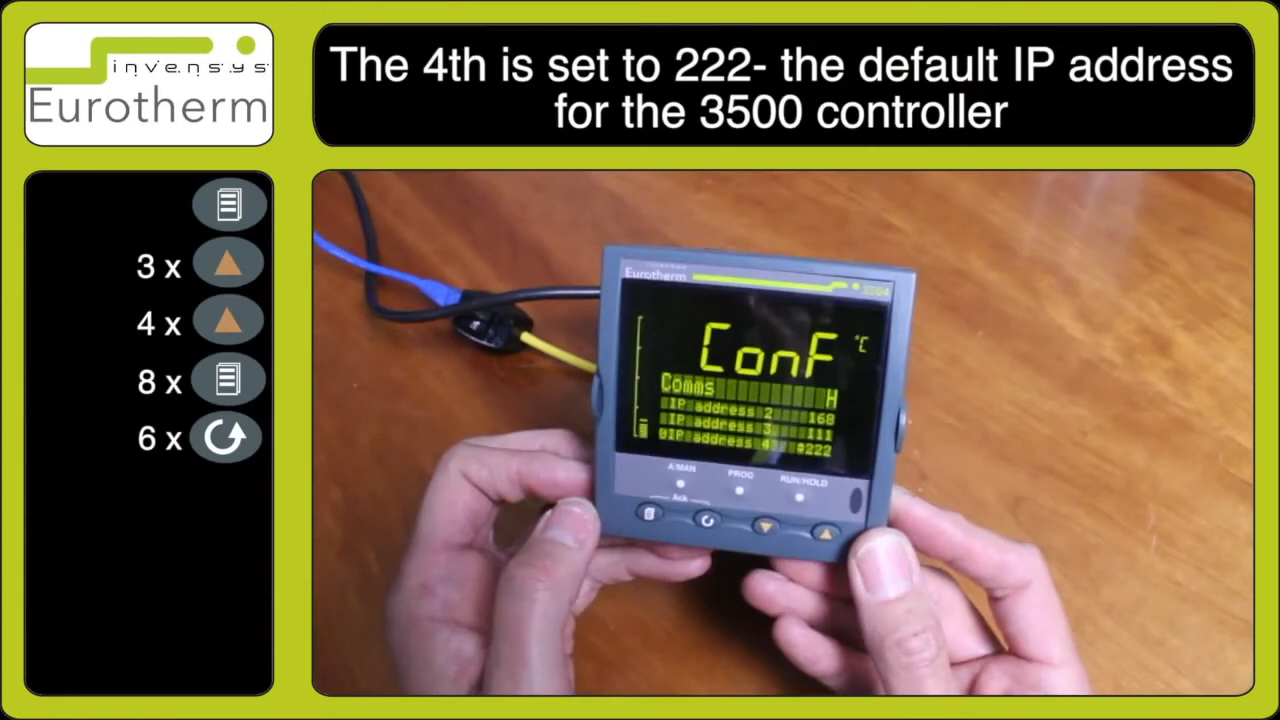 invensys
Eurotherm
The 4th is set to 222- the default IP address
for the 3500 controller
3 x
4 x
8 x
6 x
invensys
Eurotherm
3504
ConF °C
Comms H
IP address 2 168
IP address 3 111
IP address 4 222
A/MAN PROG RUN/HOLD
Ack